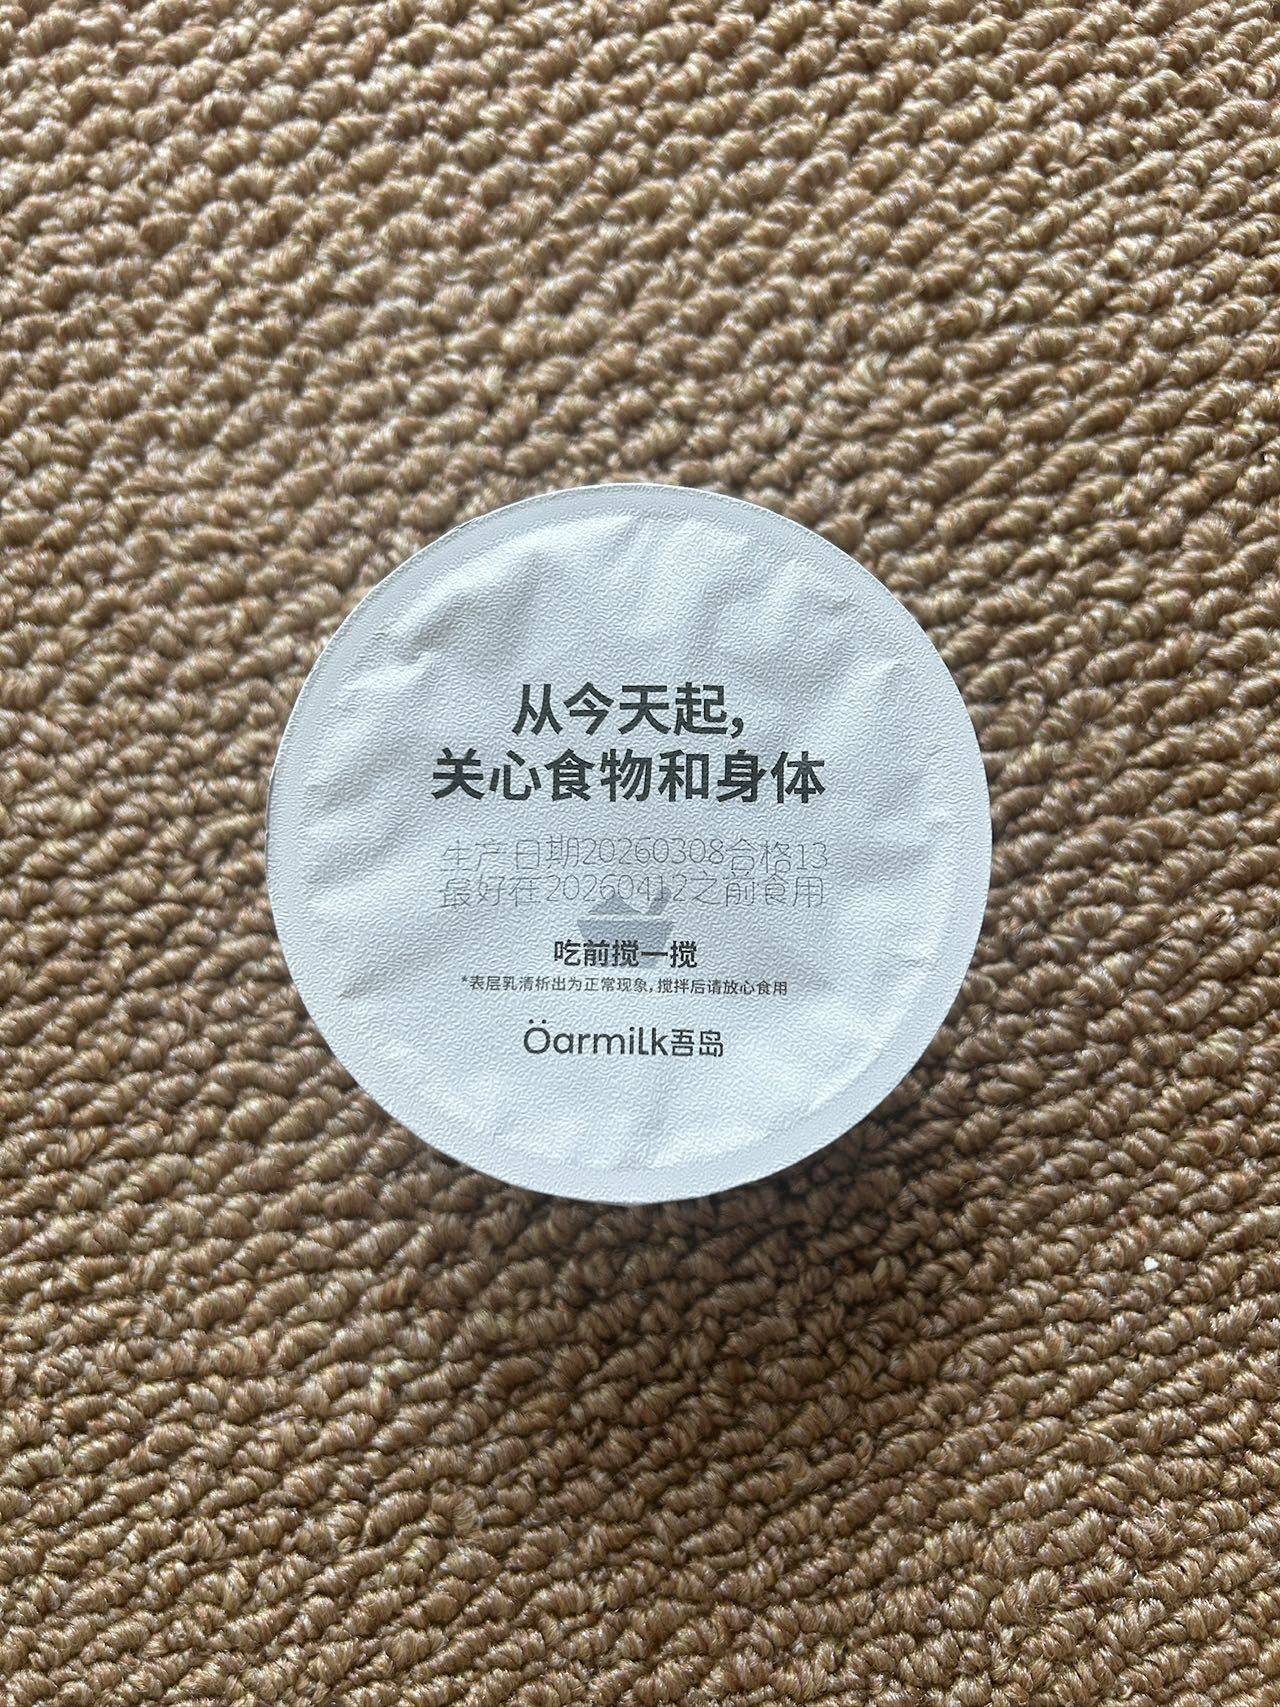 从今天起,
关心食物和身体
生产日期20260308合格13
最好在20260412之前食用
吃前搅一搅
*表层乳清析出为正常现象,搅拌后请放心食用
Öarmilk吾岛